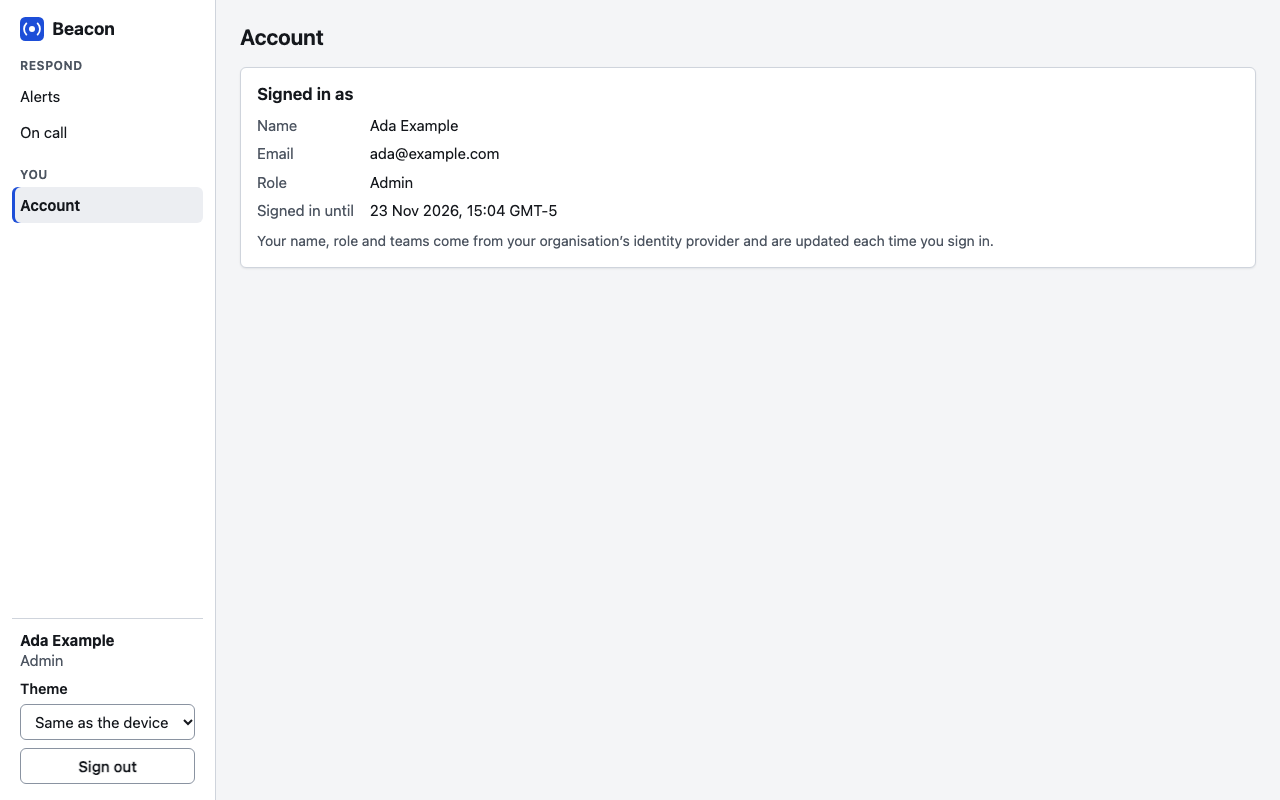 Beacon
RESPOND
Alerts
On call
YOU
Account
Ada Example
Admin
Theme
Same as the device
Sign out
Account
Signed in as
Name Ada Example
Email ada@example.com
Role Admin
Signed in until 23 Nov 2026, 15:04 GMT-5
Your name, role and teams come from your organisation’s identity provider and are updated each time you sign in.